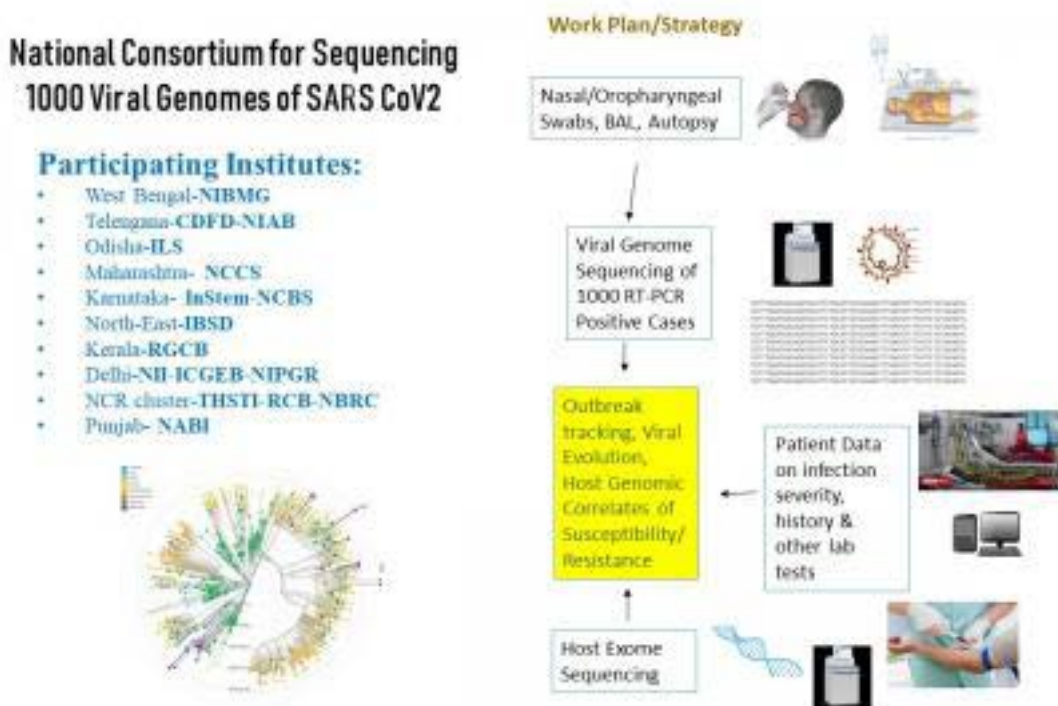 National Consortium for Sequencing
1000 Viral Genomes of SARS CoV2
Participating Institutes:
• West Bengal-NIBMG
• Telengana-CDFD-NIAB
• Odisha-ILS
• Maharashtra- NCCS
• Karnataka- InStem-NCBS
• North-East-IBSD
• Kerala-RGCB
• Delhi-NII-ICGEB-NIPGR
• NCR cluster-THSTI-RCB-NBRC
• Punjab- NABI
Work Plan/Strategy
Nasal/Oropharyngeal
Swabs, BAL, Autopsy
Viral Genome
Sequencing of
1000 RT-PCR
Positive Cases
Outbreak
tracking, Viral
Evolution,
Host Genomic
Correlates of
Susceptibility/
Resistance
Patient Data
on infection
severity,
history &
other lab
tests
Host Exome
Sequencing